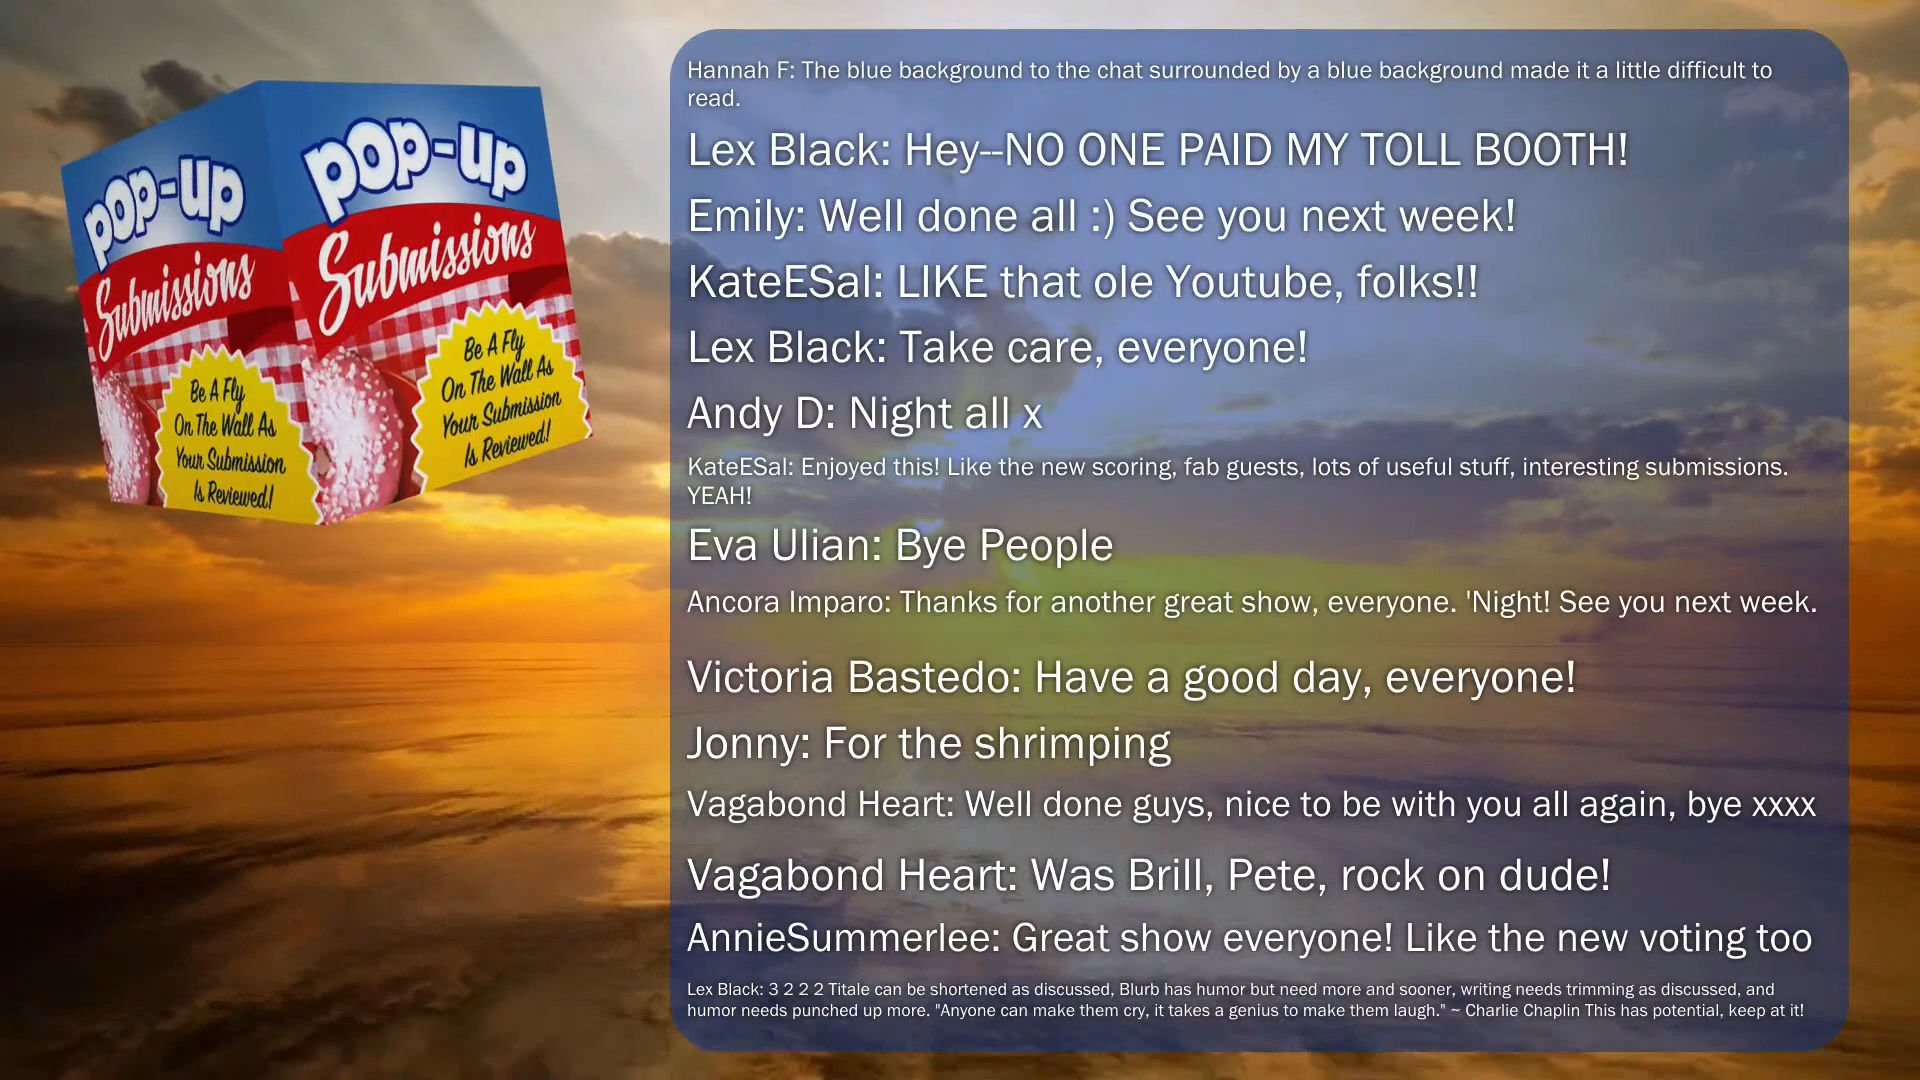 pop-up
Submissions
Be A Fly
On The Wall As
Your Submission
Is Reviewed!
pop-up
Submissions
Be A Fly
On The Wall As
Your Submission
Is Reviewed!
Hannah F: The blue background to the chat surrounded by a blue background made it a little difficult to
read.
Lex Black: Hey--NO ONE PAID MY TOLL BOOTH!
Emily: Well done all :) See you next week!
KateESal: LIKE that ole Youtube, folks!!
Lex Black: Take care, everyone!
Andy D: Night all x
KateESal: Enjoyed this! Like the new scoring, fab guests, lots of useful stuff, interesting submissions.
YEAH!
Eva Ulian: Bye People
Ancora Imparo: Thanks for another great show, everyone. 'Night! See you next week.
Victoria Bastedo: Have a good day, everyone!
Jonny: For the shrimping
Vagabond Heart: Well done guys, nice to be with you all again, bye xxxx
Vagabond Heart: Was Brill, Pete, rock on dude!
AnnieSummerlee: Great show everyone! Like the new voting too
Lex Black: 3 2 2 2 Titale can be shortened as discussed, Blurb has humor but need more and sooner, writing needs trimming as discussed, and
humor needs punched up more. "Anyone can make them cry, it takes a genius to make them laugh." ~ Charlie Chaplin This has potential, keep at it!